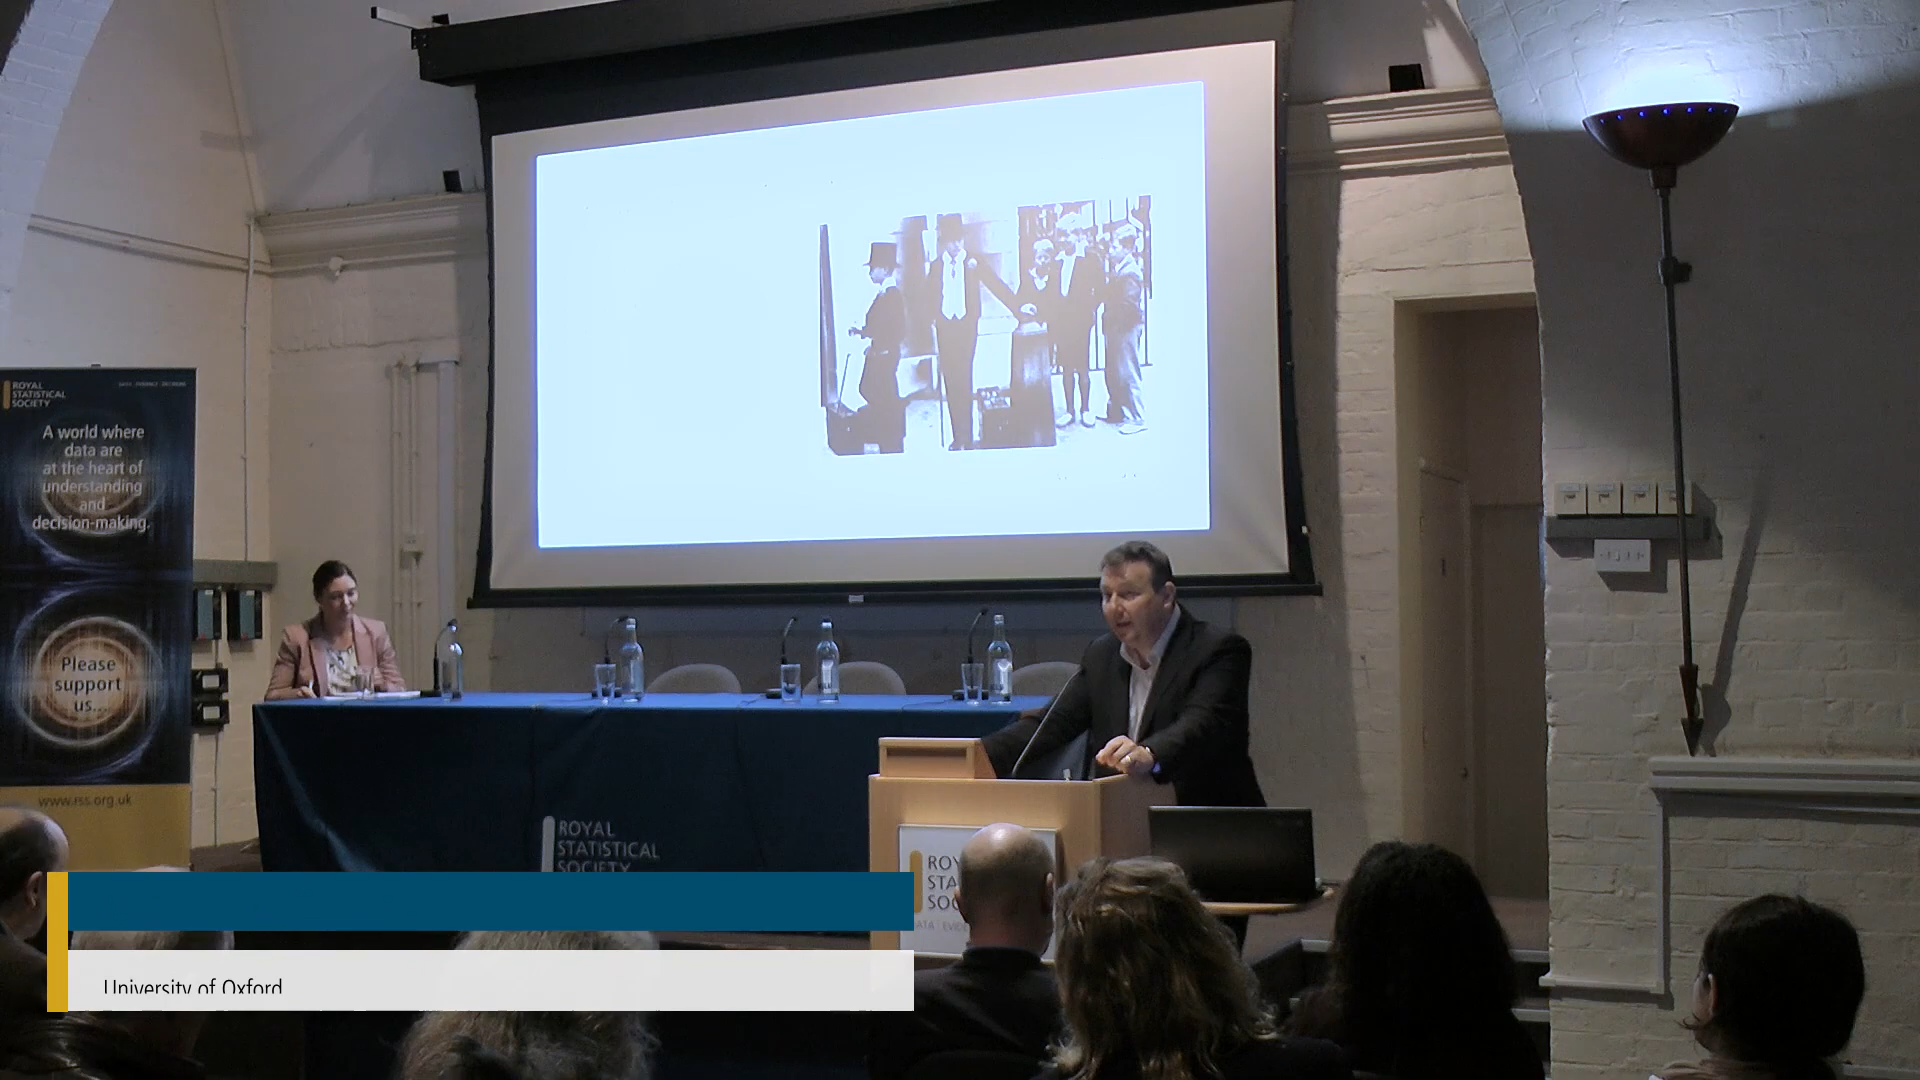 ROYAL
STATISTICAL
SOCIETY
A world where
data are
at the heart of
understanding
and
decision-making.
Please
support
us...
www.rss.org.uk
ROYAL
STATISTICAL
SOCIETY
University of Oxford